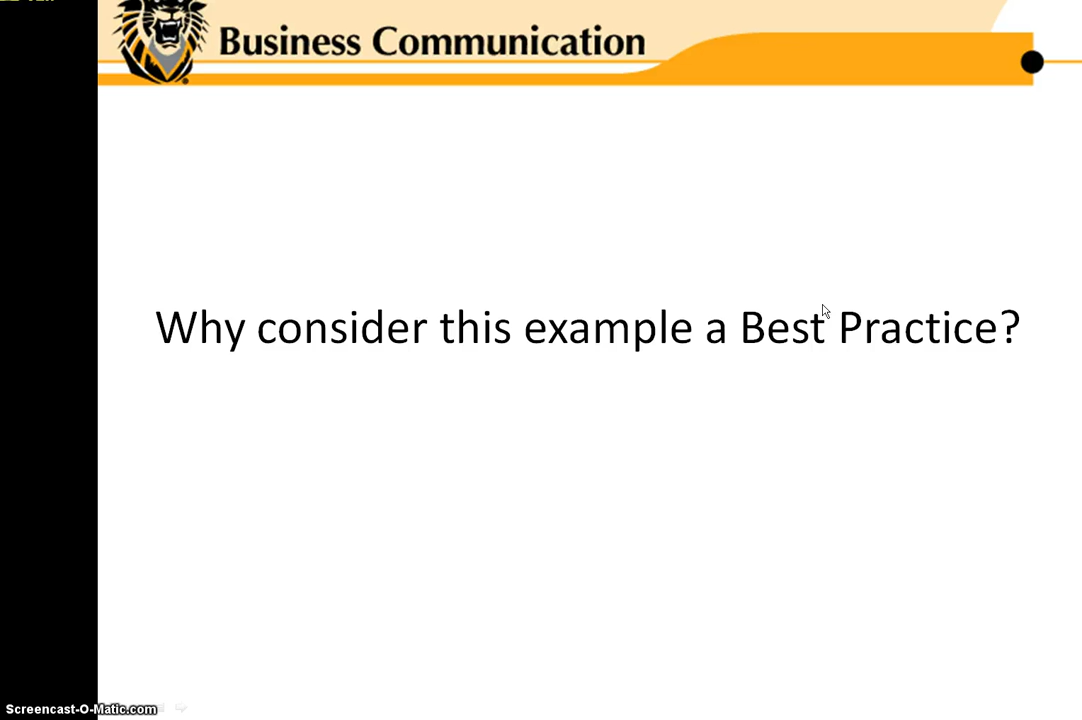 Business Communication
Why consider this example a Best Practice?
Screencast-O-Matic.com